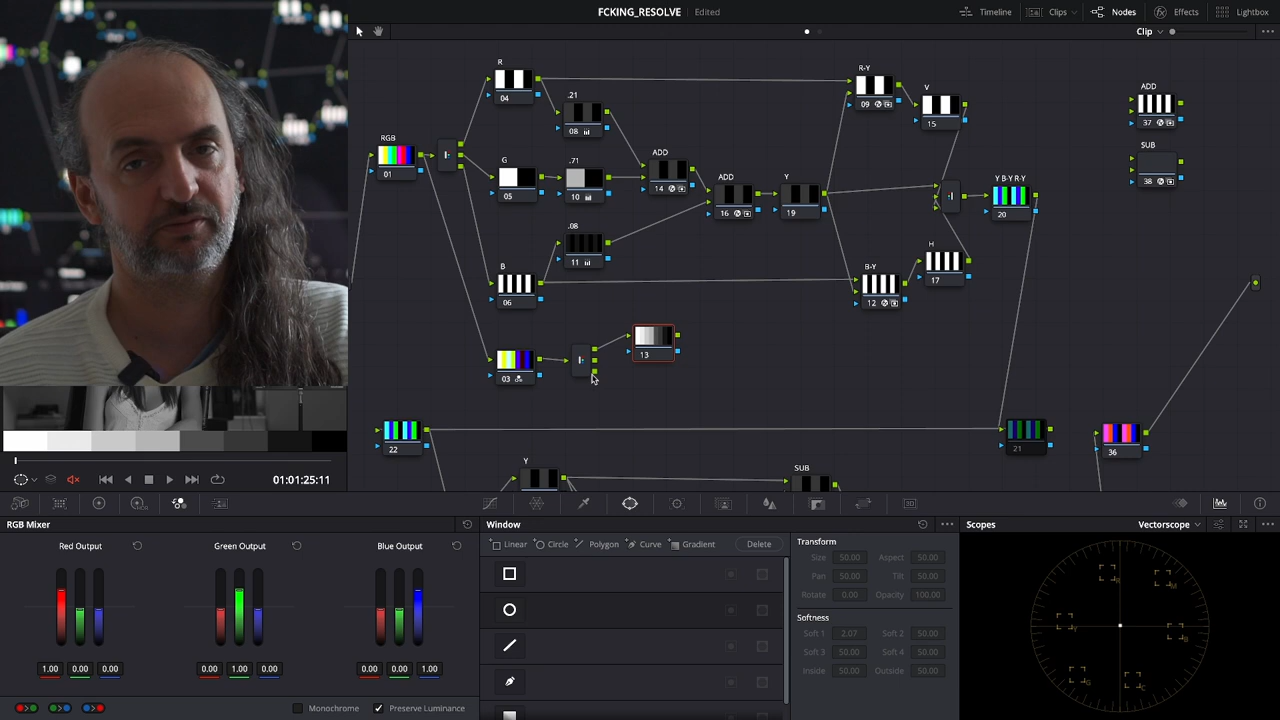 FCKING_RESOLVE Edited
Timeline Clips Nodes Effects Lightbox
Clip
R
04
.21
08
RGB
01
G
05
.71
10
ADD
14
ADD
16
Y
19
.08
11
B
06
R-Y
09
V
15
B-Y
12
H
17
Y B-Y R-Y
20
ADD
37
SUB
38
03
13
22
21
36
Y
SUB
01:01:25:11
RGB Mixer
Red Output Green Output Blue Output
1.00 0.00 0.00 0.00 1.00 0.00 0.00 0.00 1.00
Monochrome Preserve Luminance
Window
Linear Circle Polygon Curve Gradient Delete
Transform
Size 50.00 Aspect 50.00
Pan 50.00 Tilt 50.00
Rotate 0.00 Opacity 100.00
Softness
Soft 1 2.07 Soft 2 50.00
Soft 3 50.00 Soft 4 50.00
Inside 50.00 Outside 50.00
Scopes Vectorscope